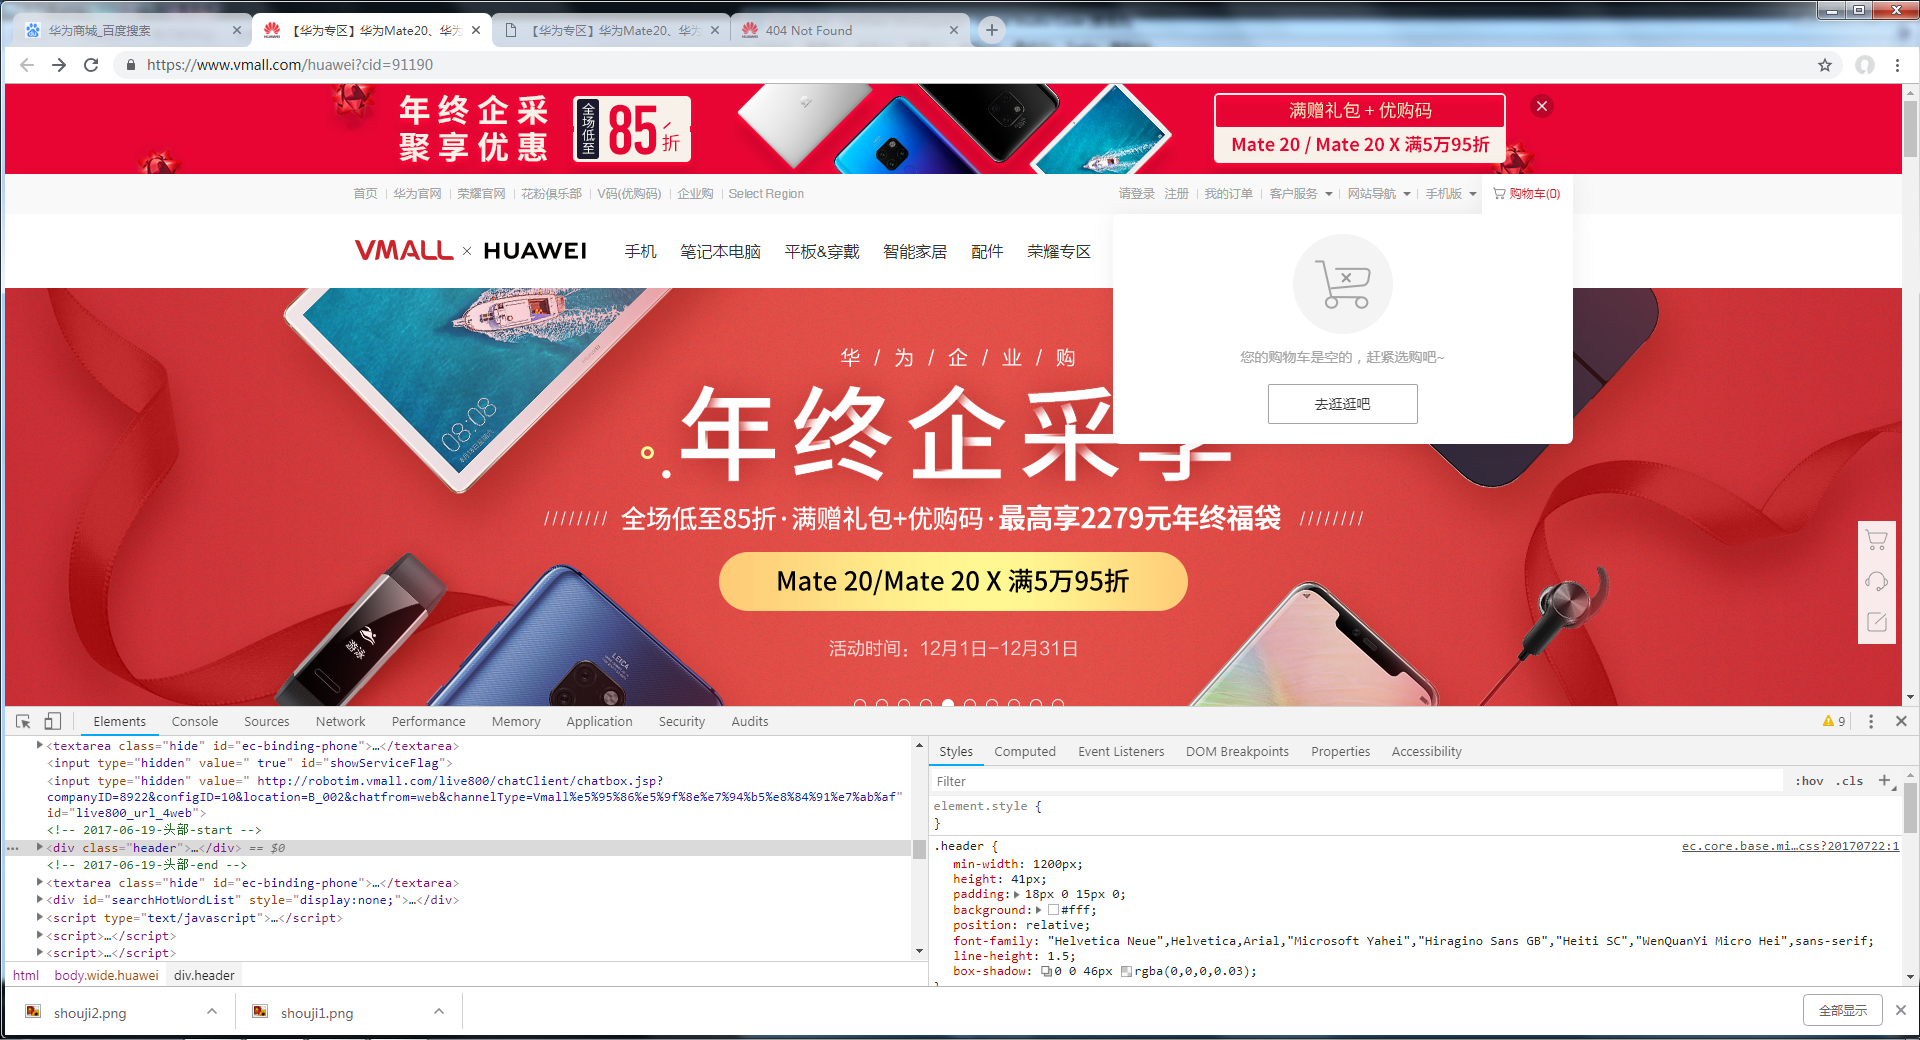 华为商城_百度搜索
【华为专区】华为Mate20、华为
【华为专区】华为Mate20、华为
404 Not Found
https://www.vmall.com/huawei?cid=91190
年终企采
聚享优惠
全场低至
85折
满赠礼包 + 优购码
Mate 20 / Mate 20 X 满5万95折
首页 华为官网 荣耀官网 花粉俱乐部 V码(优购码) 企业购 Select Region
请登录 注册 我的订单 客户服务 网站导航 手机版 购物车(0)
VMALL × HUAWEI 手机 笔记本电脑 平板&穿戴 智能家居 配件 荣耀专区
您的购物车是空的，赶紧选购吧~
去逛逛吧
08:08
华 / 为 / 企 / 业 / 购
年终企采享
//////// 全场低至85折·满赠礼包+优购码·最高享2279元年终福袋 ////////
Mate 20/Mate 20 X 满5万95折
活动时间：12月1日-12月31日
LEICA
Elements Console Sources Network Performance Memory Application Security Audits 9
<textarea class="hide" id="ec-binding-phone">…</textarea>
<input type="hidden" value=" true" id="showServiceFlag">
<input type="hidden" value=" http://robotim.vmall.com/live800/chatClient/chatbox.jsp?
companyID=8922&configID=10&location=B_002&chatfrom=web&channelType=Vmall%e5%95%86%e5%9f%8e%e7%94%b5%e8%84%91%e7%ab%af"
id="live800_url_4web">
<!-- 2017-06-19-头部-start -->
<div class="header">…</div> == $0
<!-- 2017-06-19-头部-end -->
<textarea class="hide" id="ec-binding-phone">…</textarea>
<div id="searchHotWordList" style="display:none;">…</div>
<script type="text/javascript">…</script>
<script>…</script>
<script>…</script>
html body.wide.huawei div.header
Styles Computed Event Listeners DOM Breakpoints Properties Accessibility
Filter :hov .cls +
element.style {
}
.header { ec.core.base.mi…css?20170722:1
min-width: 1200px;
height: 41px;
padding: 18px 0 15px 0;
background: #fff;
position: relative;
font-family: "Helvetica Neue",Helvetica,Arial,"Microsoft Yahei","Hiragino Sans GB","Heiti SC","WenQuanYi Micro Hei",sans-serif;
line-height: 1.5;
box-shadow: 0 0 46px rgba(0,0,0,0.03);
shouji2.png shouji1.png 全部显示